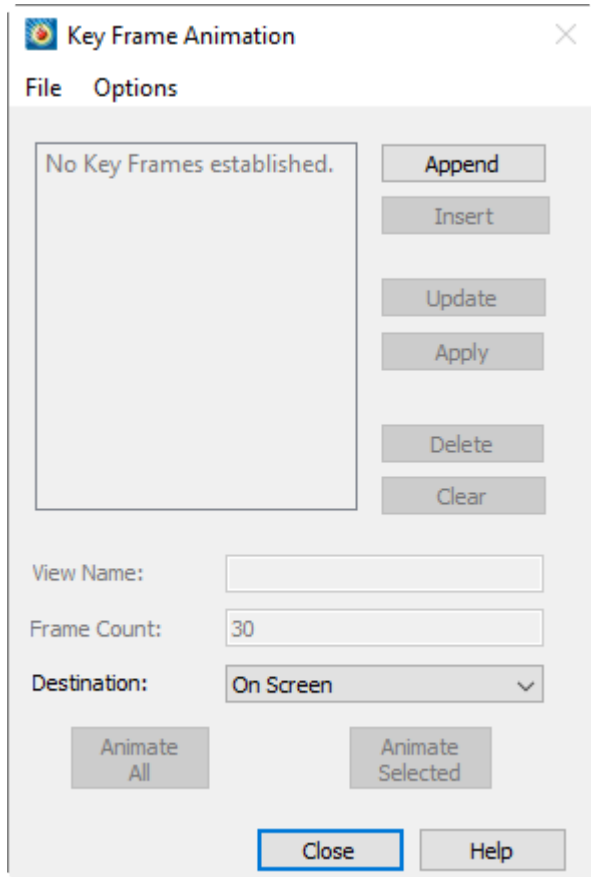 Key Frame Animation
File Options
No Key Frames established.
Append
Insert
Update
Apply
Delete
Clear
View Name:
Frame Count: 30
Destination: On Screen
Animate All
Animate Selected
Close Help